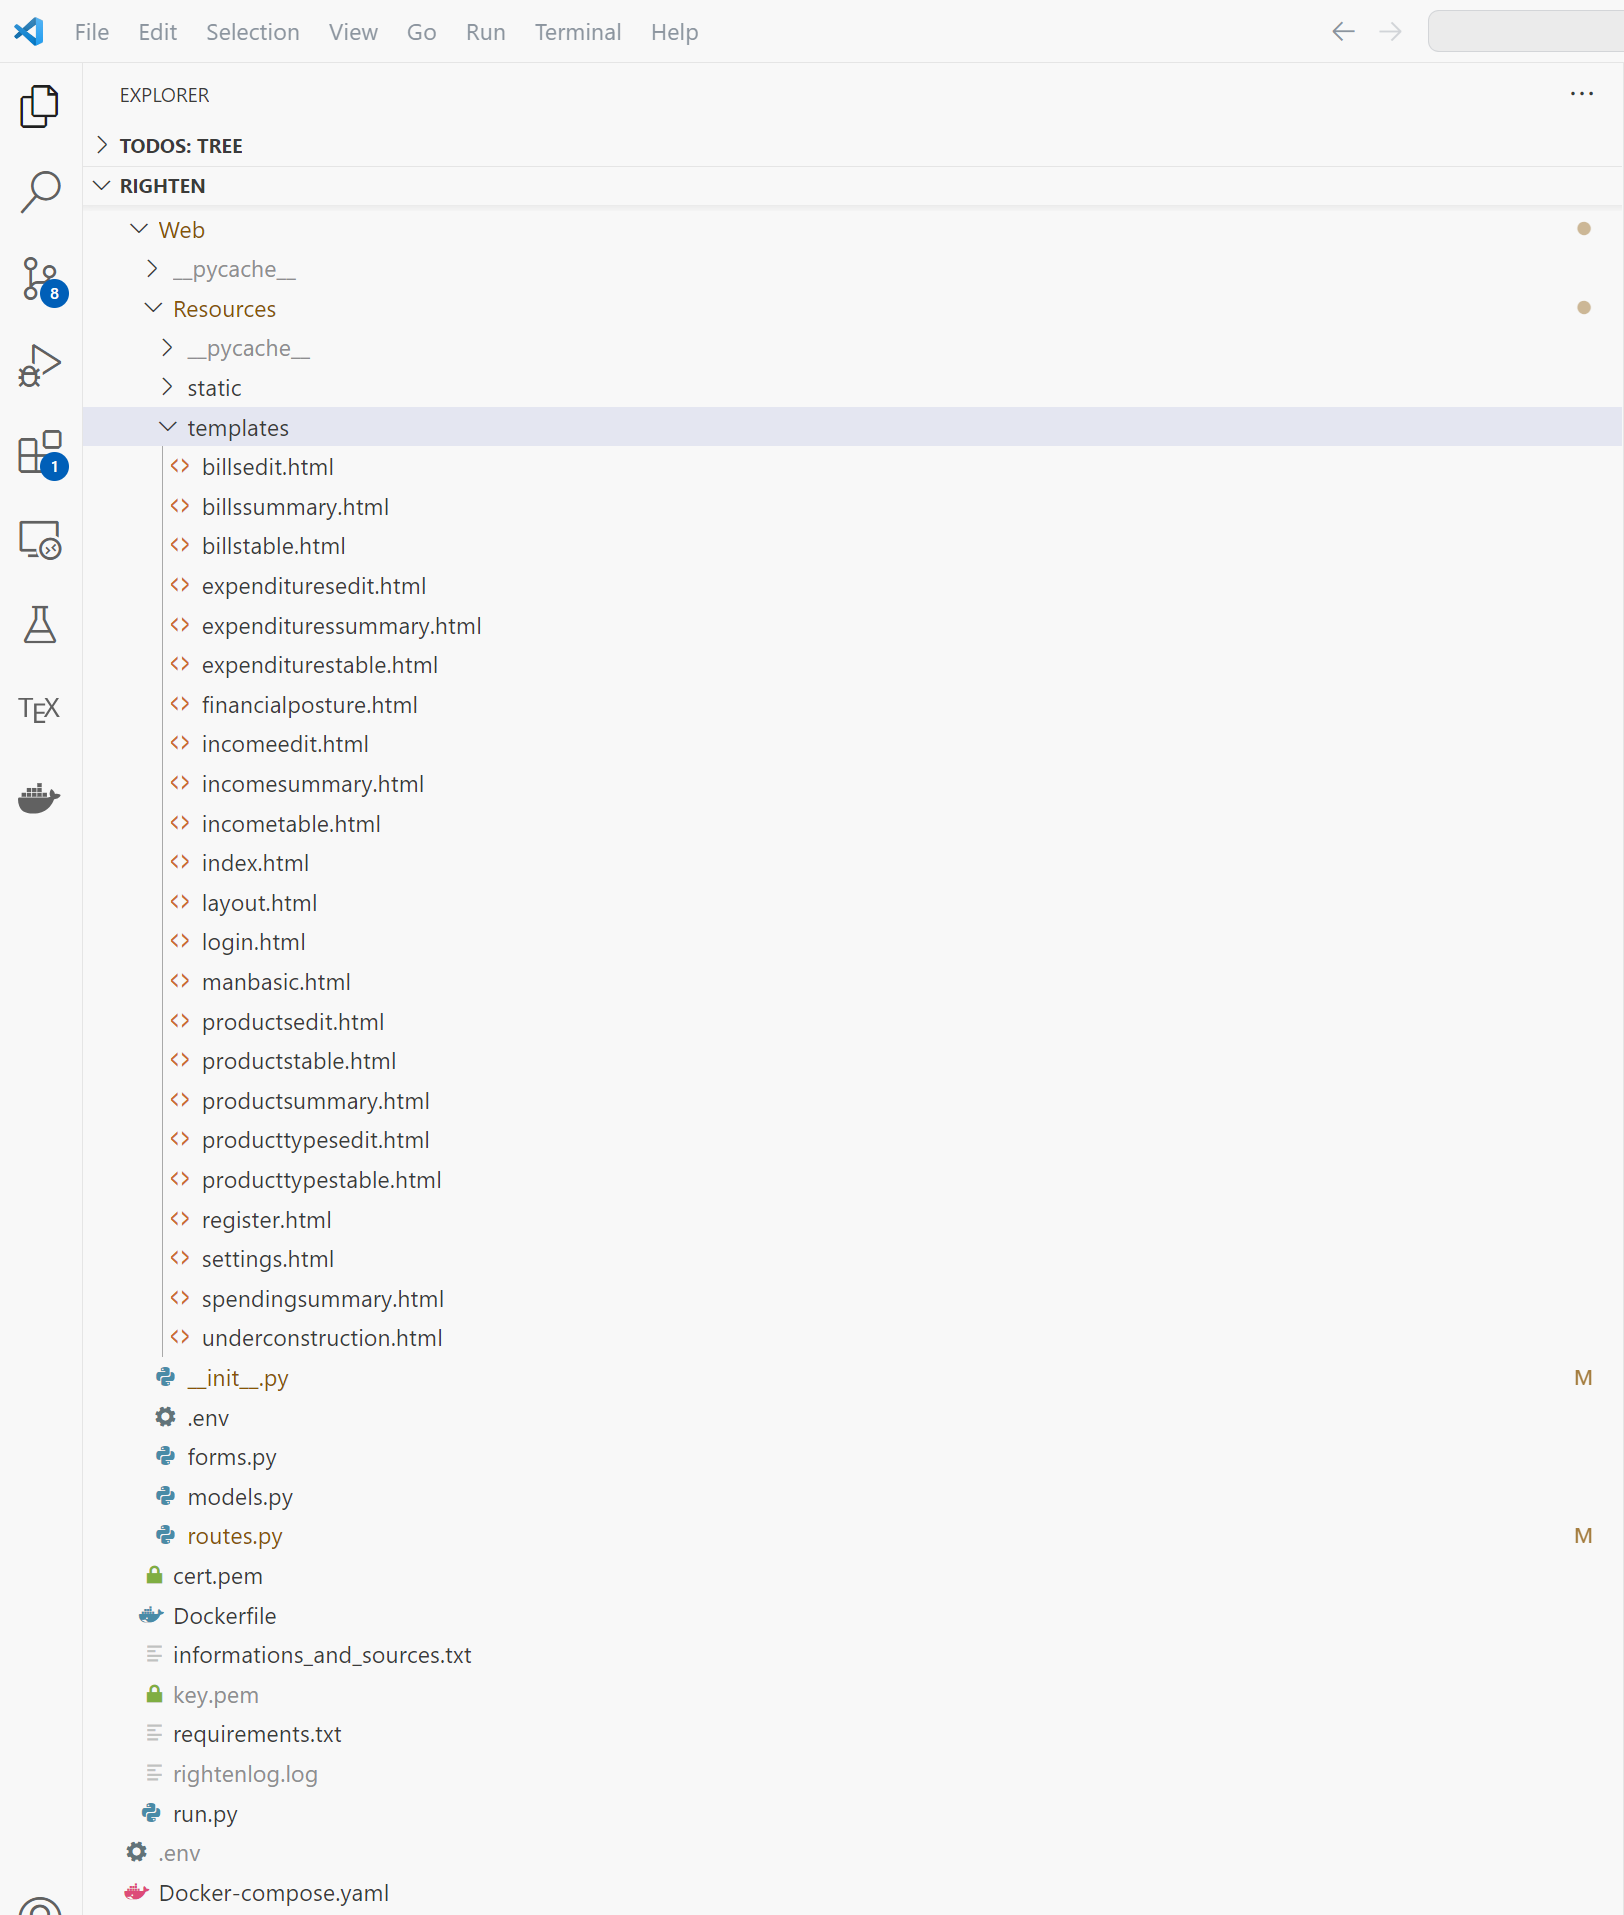 File Edit Selection View Go Run Terminal Help
EXPLORER
TODOS: TREE
RIGHTEN
Web
__pycache__
Resources
8
__pycache__
static
templates
1
billsedit.html
billssummary.html
billstable.html
expendituresedit.html
expendituressummary.html
expenditurestable.html
financialposture.html
TEX
incomeedit.html
incomesummary.html
incometable.html
index.html
layout.html
login.html
manbasic.html
productsedit.html
productstable.html
productsummary.html
producttypesedit.html
producttypestable.html
register.html
settings.html
spendingsummary.html
underconstruction.html
__init__.py M
.env
forms.py
models.py
routes.py M
cert.pem
Dockerfile
informations_and_sources.txt
key.pem
requirements.txt
rightenlog.log
run.py
.env
Docker-compose.yaml